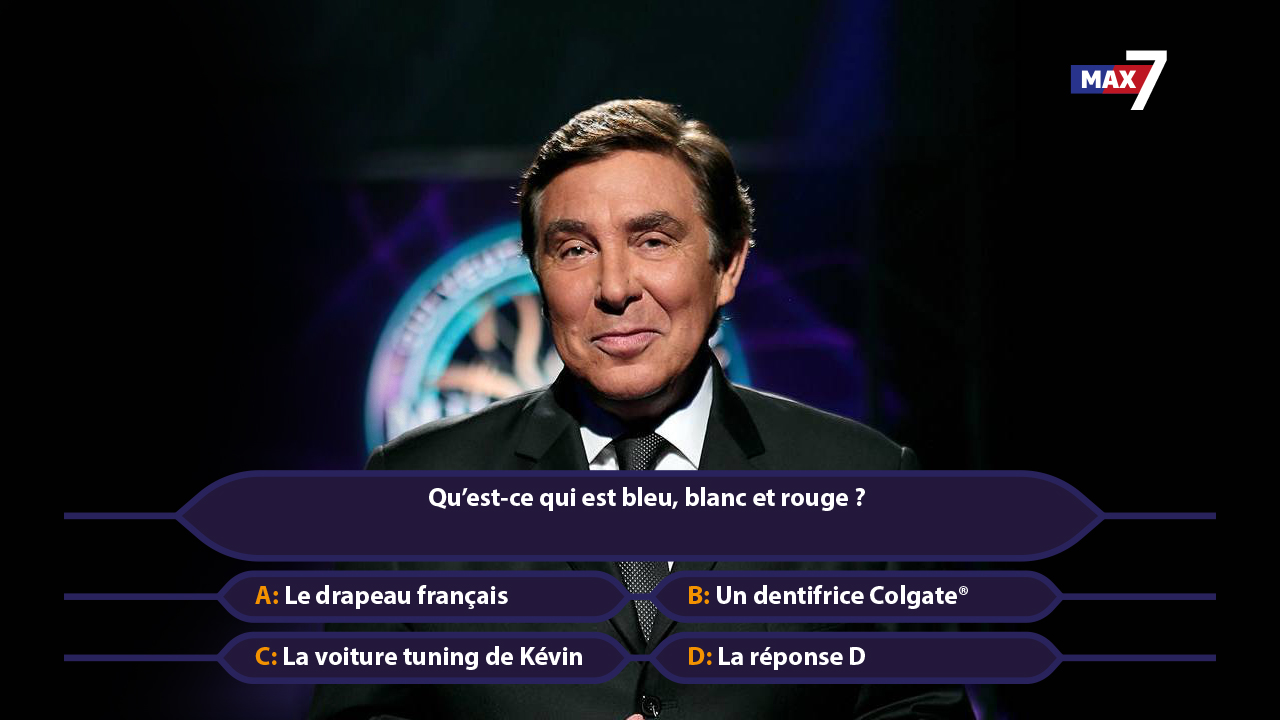 MAX 7
Qu’est-ce qui est bleu, blanc et rouge ?
A: Le drapeau français
B: Un dentifrice Colgate®
C: La voiture tuning de Kévin
D: La réponse D